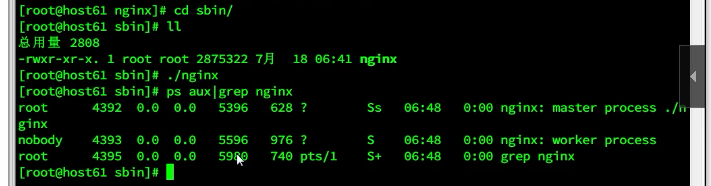 [root@host61 nginx]# cd sbin/
[root@host61 sbin]# ll
总用量 2808
-rwxr-xr-x. 1 root root 2875322 7月  18 06:41 nginx
[root@host61 sbin]# ./nginx
[root@host61 sbin]# ps aux|grep nginx
root      4392  0.0  0.0   5396   628 ?        Ss   06:48   0:00 nginx: master process ./n
ginx
nobody    4393  0.0  0.0   5596   976 ?        S    06:48   0:00 nginx: worker process
root      4395  0.0  0.0   5980   740 pts/1    S+   06:48   0:00 grep nginx
[root@host61 sbin]#